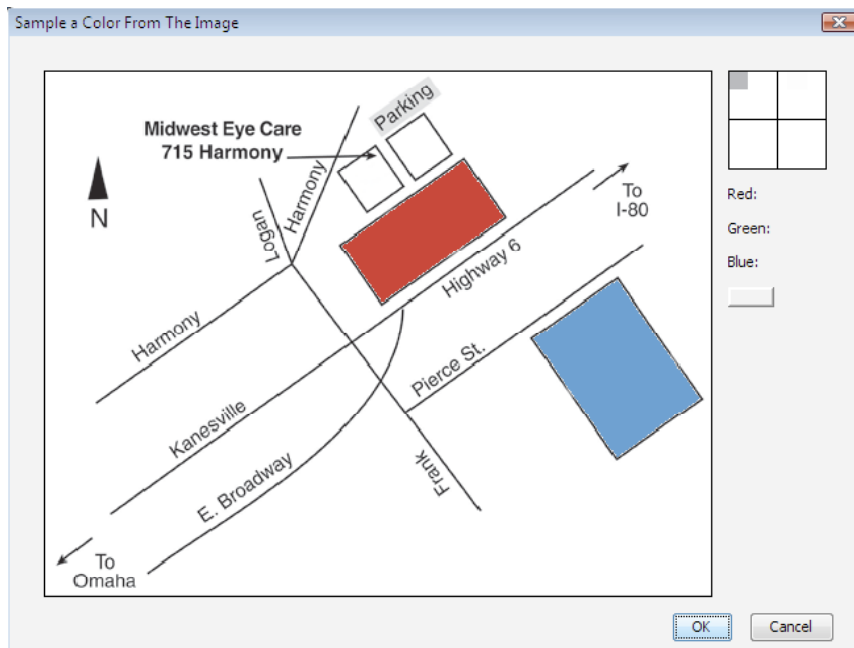 Sample a Color From The Image
Parking
Midwest Eye Care
715 Harmony
Harmony
Logan
N
To
I-80
Red:
Green:
Blue:
Highway 6
Harmony
Pierce St.
Kanesville
E. Broadway
Frank
To
Omaha
OK
Cancel